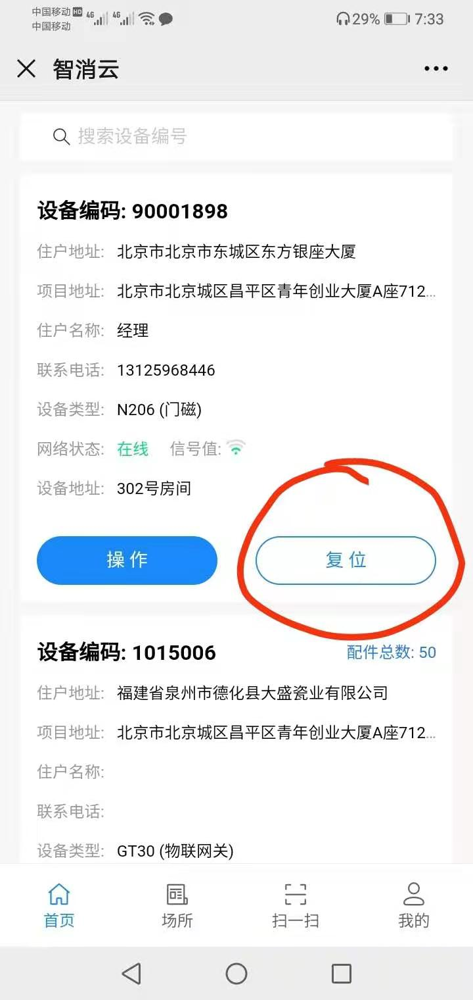 中国移动HD 4G 4G 29% 7:33
中国移动
智消云
搜索设备编号
设备编码: 90001898
住户地址: 北京市北京市东城区东方银座大厦
项目地址: 北京市北京城区昌平区青年创业大厦A座712...
住户名称: 经理
联系电话: 13125968446
设备类型: N206 (门磁)
网络状态: 在线 信号值:
设备地址: 302号房间
操作 复位
设备编码: 1015006 配件总数: 50
住户地址: 福建省泉州市德化县大盛瓷业有限公司
项目地址: 北京市北京城区昌平区青年创业大厦A座712...
住户名称:
联系电话:
设备类型: GT30 (物联网关)
首页 场所 扫一扫 我的